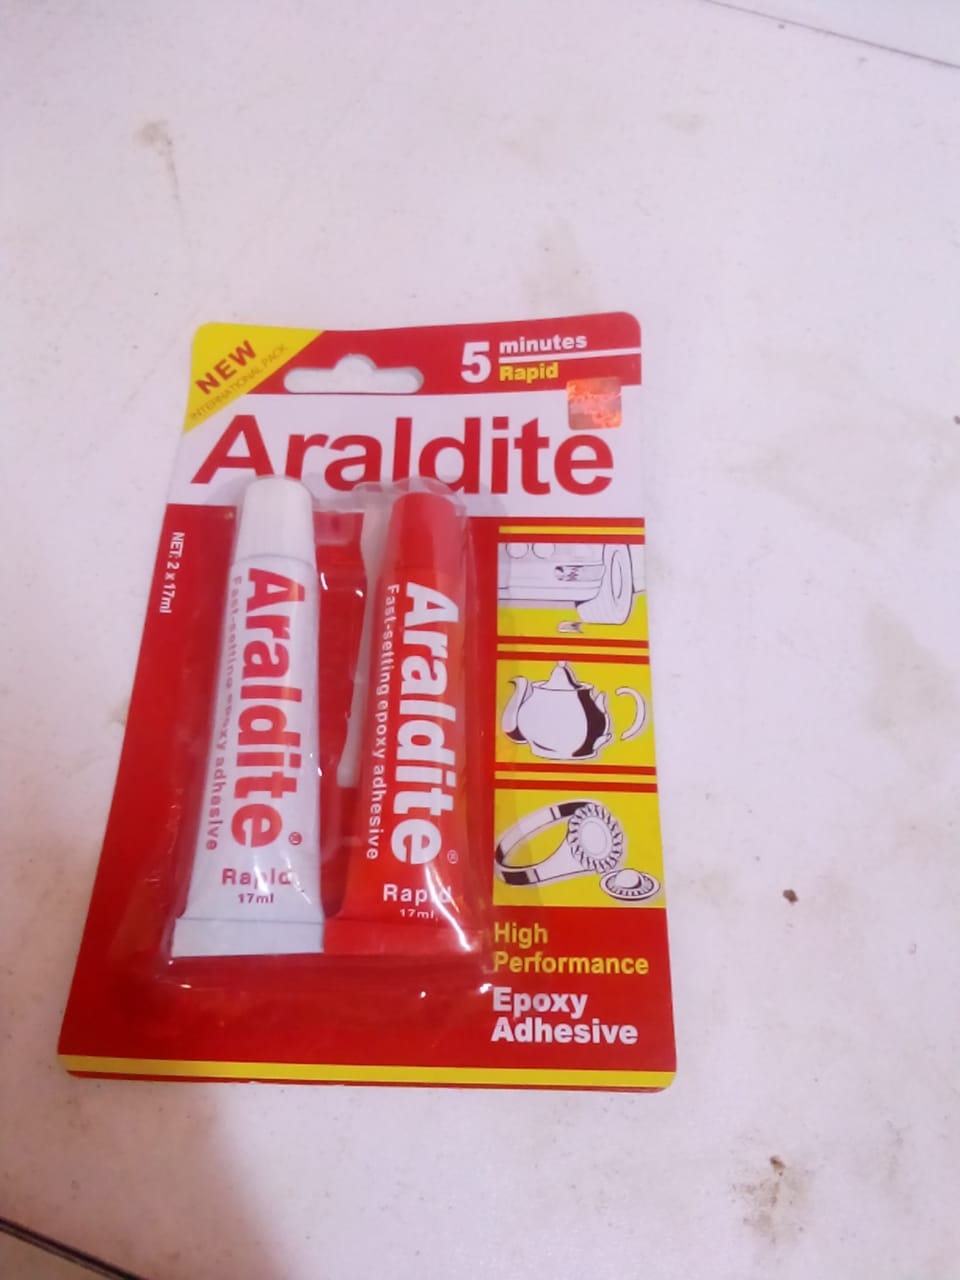 NEW
INTERNATIONAL PACK
5 minutes
Rapid
Araldite
NET: 2 x 17ml
Araldite®
Fast-setting epoxy adhesive
Rapid
17ml
Araldite®
Fast-setting epoxy adhesive
Rapid
17ml
High
Performance
Epoxy
Adhesive